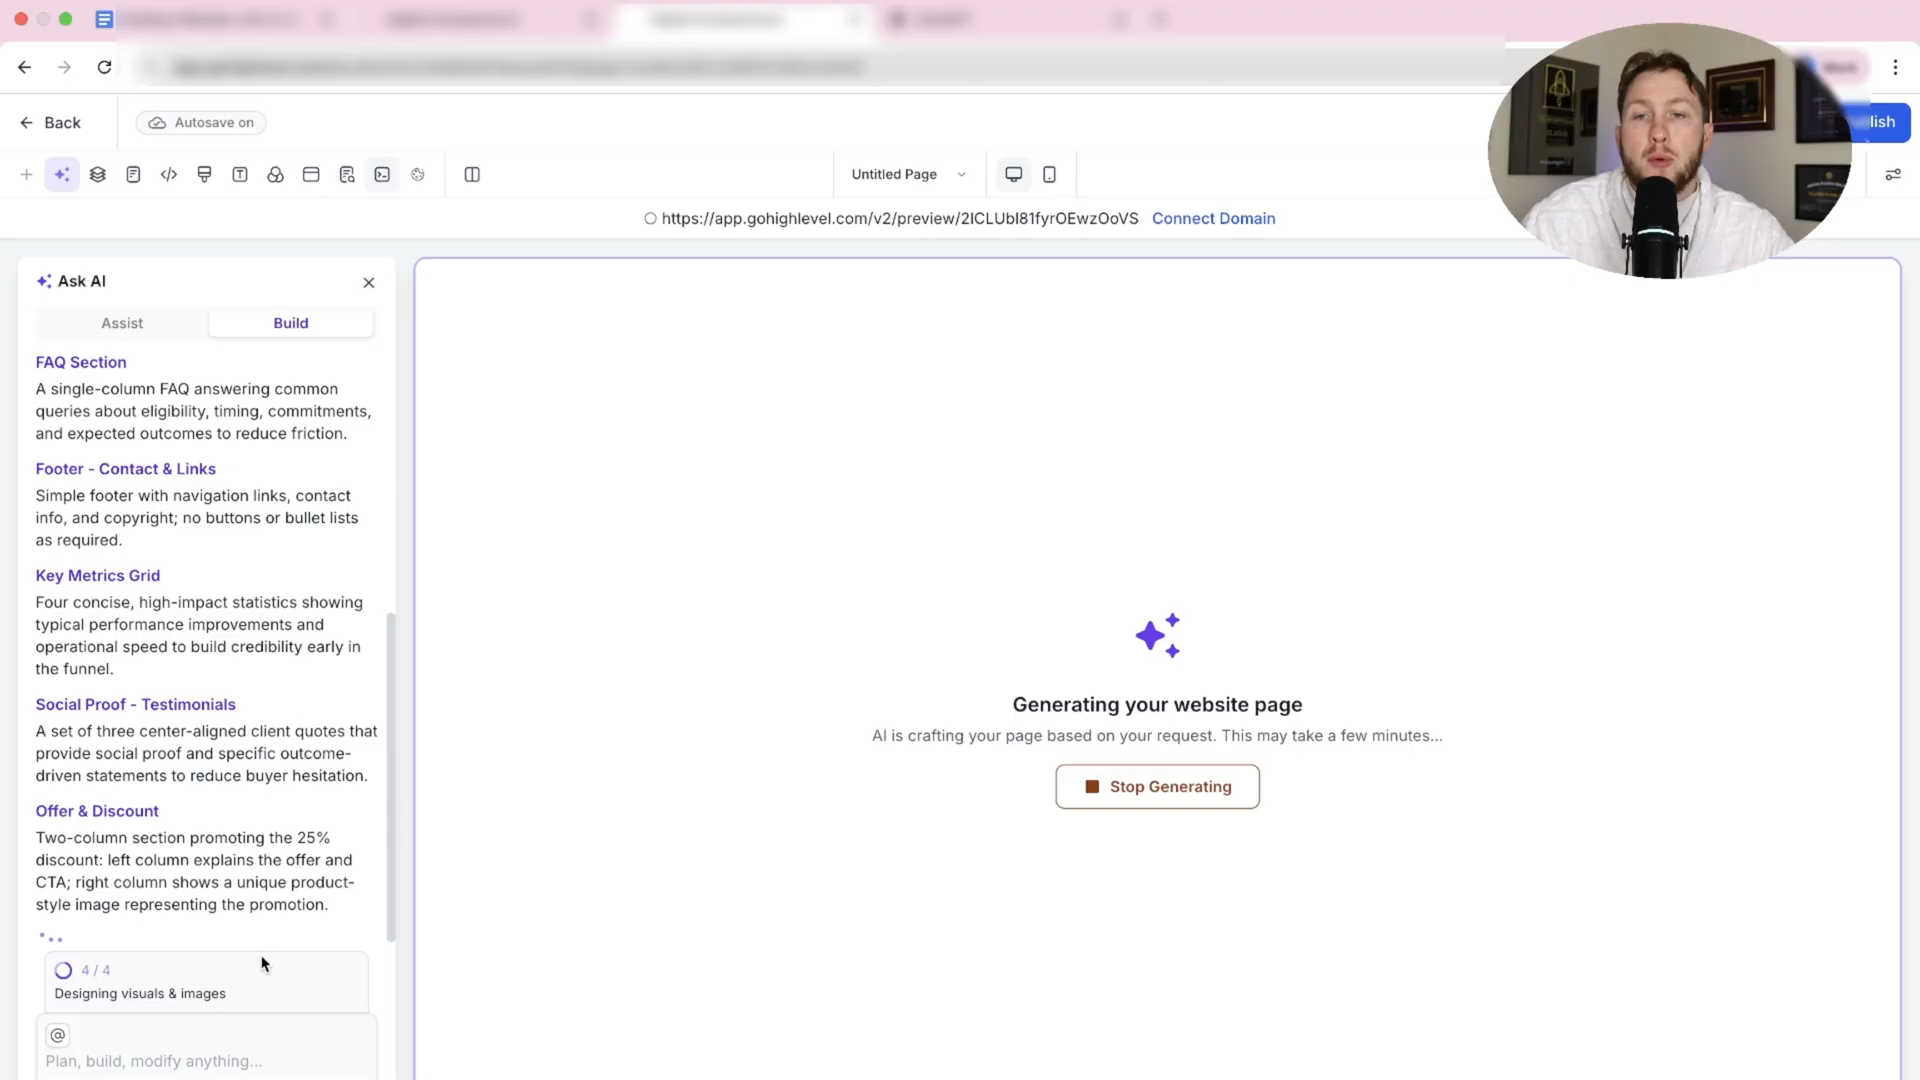 Back
Autosave on
lish
Untitled Page
https://app.gohighlevel.com/v2/preview/2ICLUbI81fyrOEwzOoVS Connect Domain
Ask AI
Assist
Build
FAQ Section
A single-column FAQ answering common
queries about eligibility, timing, commitments,
and expected outcomes to reduce friction.
Footer - Contact & Links
Simple footer with navigation links, contact
info, and copyright; no buttons or bullet lists
as required.
Key Metrics Grid
Four concise, high-impact statistics showing
typical performance improvements and
operational speed to build credibility early in
the funnel.
Social Proof - Testimonials
A set of three center-aligned client quotes that
provide social proof and specific outcome-
driven statements to reduce buyer hesitation.
Offer & Discount
Two-column section promoting the 25%
discount: left column explains the offer and
CTA; right column shows a unique product-
style image representing the promotion.
4 / 4
Designing visuals & images
@
Plan, build, modify anything...
Generating your website page
AI is crafting your page based on your request. This may take a few minutes...
Stop Generating